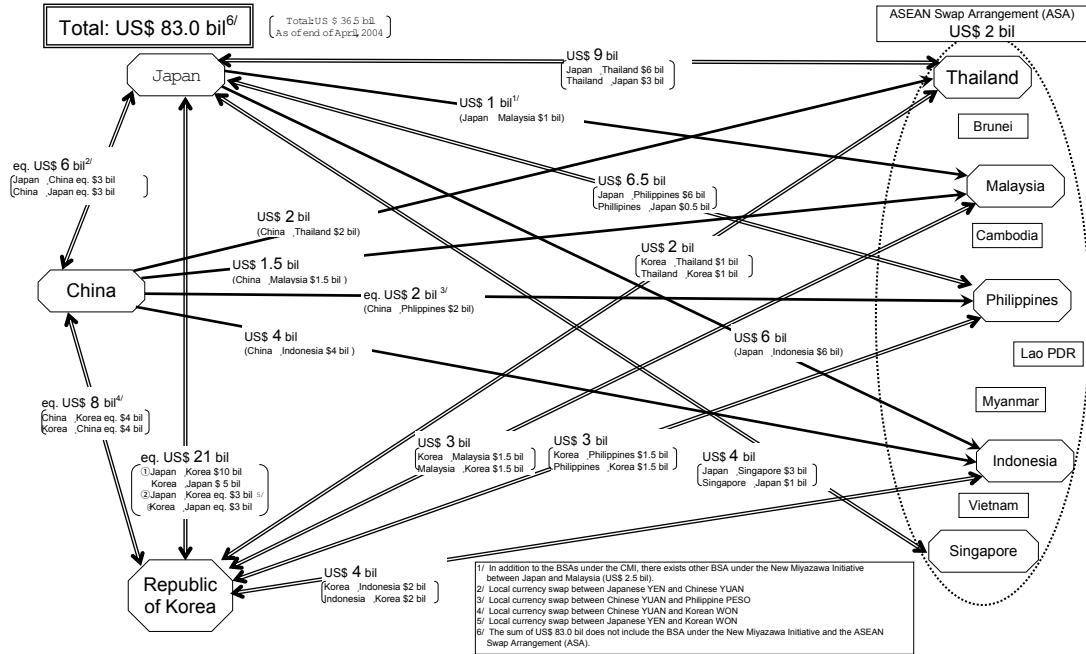 Total: US$ 83.0 bil6/
Total:US $ 36.5 bil
As of end of April, 2004
ASEAN Swap Arrangement (ASA)
US$ 2 bil
Japan
Thailand
Brunei
Malaysia
Cambodia
Philippines
Lao PDR
Myanmar
Indonesia
Vietnam
Singapore
China
Republic
of Korea
US$ 9 bil
Japan Thailand $6 bil
Thailand Japan $3 bil
US$ 1 bil1/
(Japan Malaysia $1 bil)
eq. US$ 6 bil2/
Japan China eq. $3 bil
China Japan eq. $3 bil
US$ 6.5 bil
Japan Philippines $6 bil
Phillipines Japan $0.5 bil
US$ 2 bil
(China Thailand $2 bil)
US$ 2 bil
Korea Thailand $1 bil
Thailand Korea $1 bil
US$ 1.5 bil
(China Malaysia $1.5 bil )
eq. US$ 2 bil 3/
(China Philippines $2 bil)
US$ 4 bil
(China Indonesia $4 bil )
US$ 6 bil
(Japan Indonesia $6 bil)
eq. US$ 8 bil4/
China Korea eq. $4 bil
Korea China eq. $4 bil
eq. US$ 21 bil
①Japan Korea $10 bil
Korea Japan $ 5 bil
②Japan Korea eq. $3 bil 5/
Korea Japan eq. $3 bil
US$ 3 bil
Korea Malaysia $1.5 bil
Malaysia Korea $1.5 bil
US$ 3 bil
Korea Philippines $1.5 bil
Philippines Korea $1.5 bil
US$ 4 bil
Japan Singapore $3 bil
Singapore Japan $1 bil
US$ 4 bil
Korea Indonesia $2 bil
Indonesia Korea $2 bil
1/ In addition to the BSAs under the CMI, there exists other BSA under the New Miyazawa Initiative
between Japan and Malaysia (US$ 2.5 bil).
2/ Local currency swap between Japanese YEN and Chinese YUAN
3/ Local currency swap between Chinese YUAN and Philippine PESO
4/ Local currency swap between Chinese YUAN and Korean WON
5/ Local currency swap between Japanese YEN and Korean WON
6/ The sum of US$ 83.0 bil does not include the BSA under the New Miyazawa Initiative and the ASEAN
Swap Arrangement (ASA).